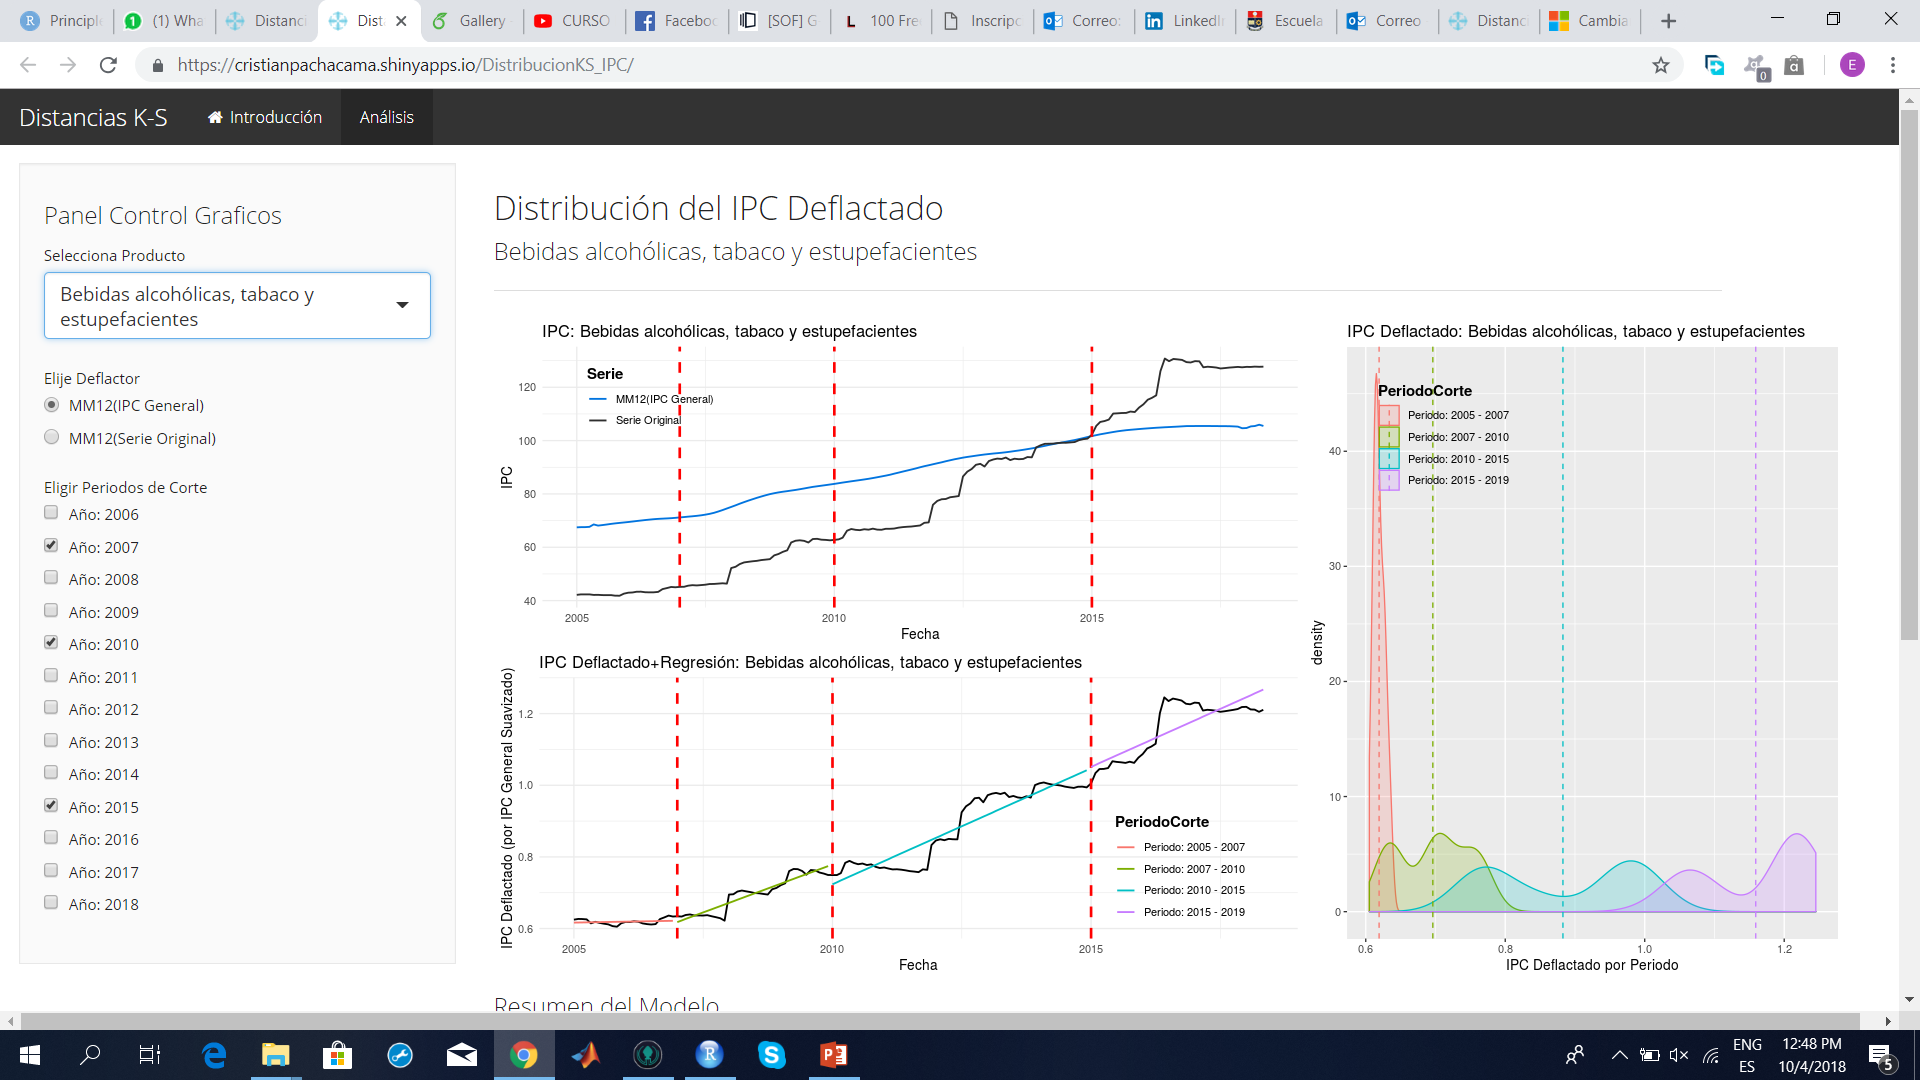 Principl
(1) Wha
Distanci
Dist
Gallery
CURSO
Faceboo
[SOF] G
100 Fre
Inscripc
Correo:
LinkedIn
Escuela
Correo
Distanc
Cambia
https://cristianpachacama.shinyapps.io/DistribucionKS_IPC/
0
a
E
Distancias K-S
Introducción
Análisis
Panel Control Graficos
Selecciona Producto
Bebidas alcohólicas, tabaco y
estupefacientes
Elije Deflactor
MM12(IPC General)
MM12(Serie Original)
Eligir Periodos de Corte
Año: 2006
Año: 2007
Año: 2008
Año: 2009
Año: 2010
Año: 2011
Año: 2012
Año: 2013
Año: 2014
Año: 2015
Año: 2016
Año: 2017
Año: 2018
Distribución del IPC Deflactado
Bebidas alcohólicas, tabaco y estupefacientes
IPC: Bebidas alcohólicas, tabaco y estupefacientes
Serie
MM12(IPC General)
Serie Original
IPC
120
100
80
60
40
2005
2010
2015
Fecha
IPC Deflactado+Regresión: Bebidas alcohólicas, tabaco y estupefacientes
IPC Deflactado (por IPC General Suavizado)
1.2
1.0
0.8
0.6
PeriodoCorte
Periodo: 2005 - 2007
Periodo: 2007 - 2010
Periodo: 2010 - 2015
Periodo: 2015 - 2019
2005
2010
2015
Fecha
IPC Deflactado: Bebidas alcohólicas, tabaco y estupefacientes
PeriodoCorte
Periodo: 2005 - 2007
Periodo: 2007 - 2010
Periodo: 2010 - 2015
Periodo: 2015 - 2019
density
40
30
20
10
0
0.6
0.8
1.0
1.2
IPC Deflactado por Periodo
Resumen del Modelo
ENG
ES
12:48 PM
10/4/2018
5